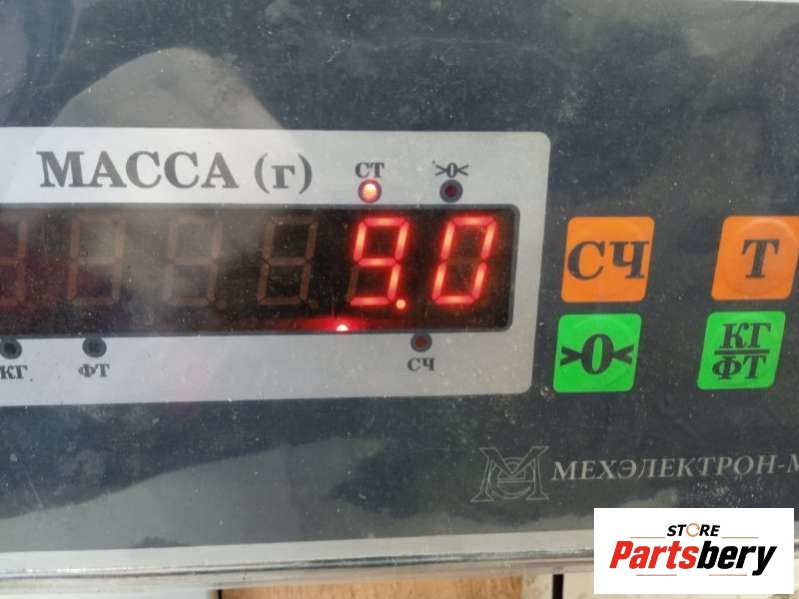 МАССА (г)
СТ
>0<
9.0
КГ
ФТ
СЧ
СЧ
Т
>0<
КГ
ФТ
МЕХЭЛЕКТРОН-М
STORE
Partsbery